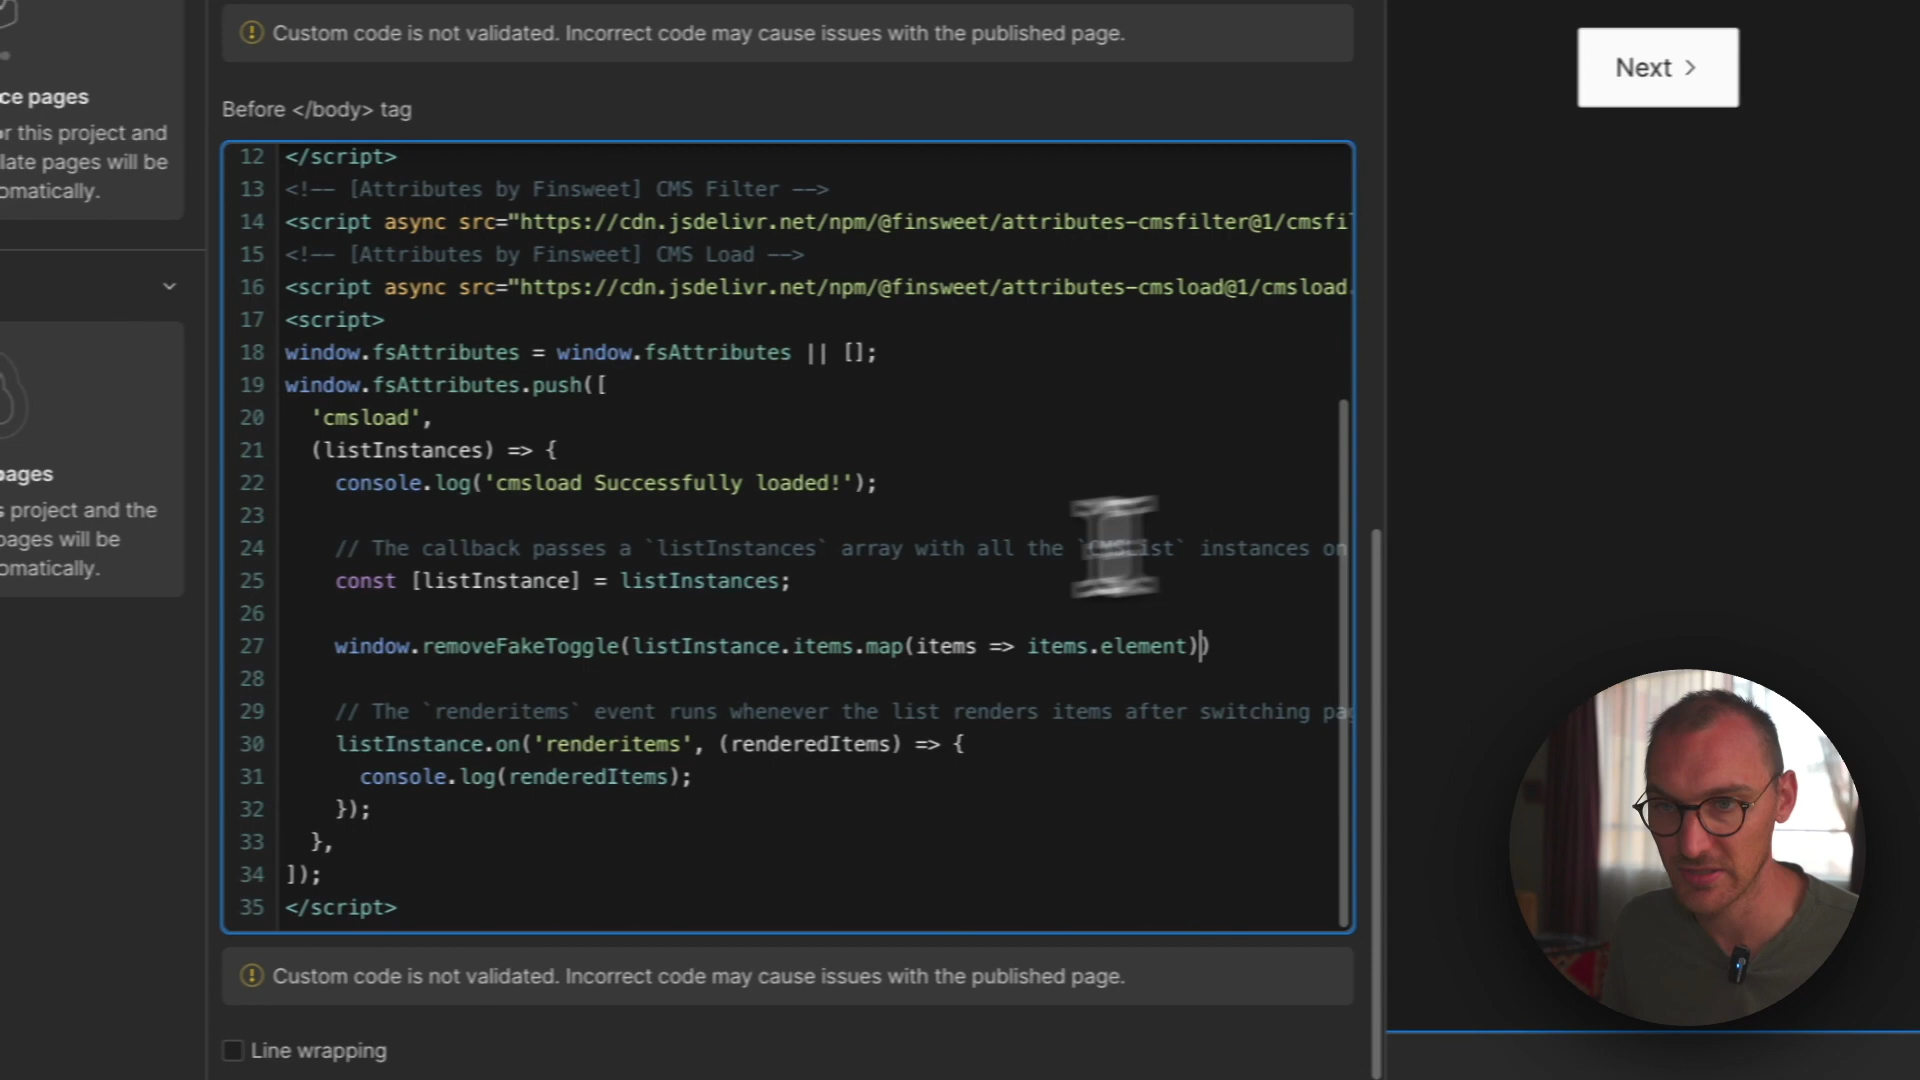 Custom code is not validated. Incorrect code may cause issues with the published page.
Next >
ce pages
or this project and
late pages will be
omatically.
Before </body> tag
12 </script>
13 <!-- [Attributes by Finsweet] CMS Filter -->
14 <script async src="https://cdn.jsdelivr.net/npm/@finsweet/attributes-cmsfilter@1/cmsfil
15 <!-- [Attributes by Finsweet] CMS Load -->
16 <script async src="https://cdn.jsdelivr.net/npm/@finsweet/attributes-cmsload@1/cmsload.
17 <script>
18 window.fsAttributes = window.fsAttributes || [];
19 window.fsAttributes.push([
20 'cmsload',
21 (listInstances) => {
22 console.log('cmsload Successfully loaded!');
23
24 // The callback passes a `listInstances` array with all the `CMSList` instances on
25 const [listInstance] = listInstances;
26
27 window.removeFakeToggle(listInstance.items.map(items => items.element))
28
29 // The `renderitems` event runs whenever the list renders items after switching pag
30 listInstance.on('renderitems', (renderedItems) => {
31 console.log(renderedItems);
32 });
33 },
34 ]);
35 </script>
pages
s project and the
pages will be
omatically.
Custom code is not validated. Incorrect code may cause issues with the published page.
Line wrapping